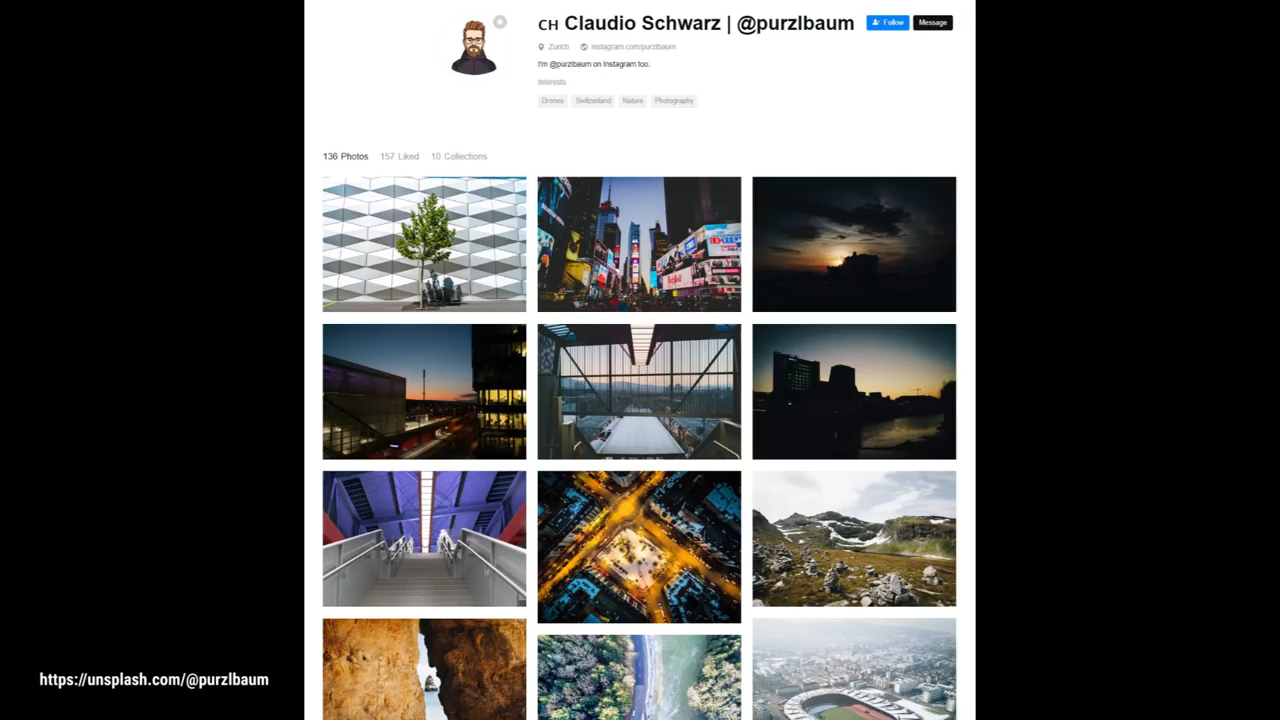 CH Claudio Schwarz | @purzlbaum
Follow
Message
Zurich
instagram.com/purzlbaum
I'm @purzlbaum on Instagram too.
Interests
Drones
Switzerland
Nature
Photography
136 Photos
157 Liked
10 Collections
https://unsplash.com/@purzlbaum